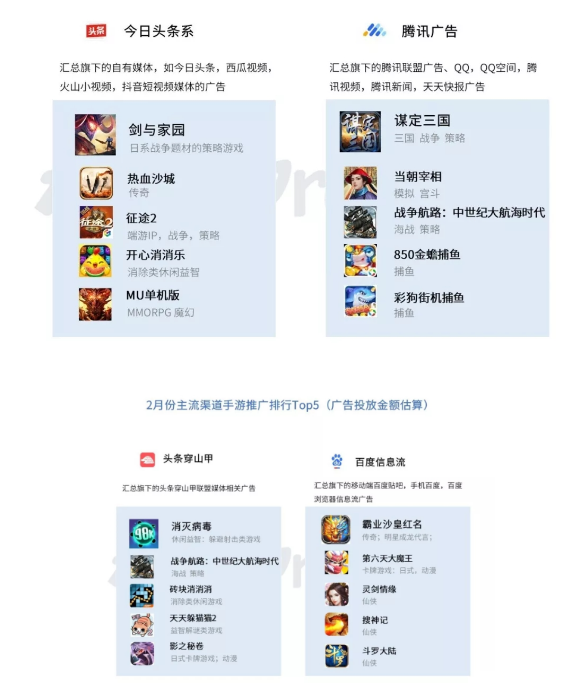 今日头条系
汇总旗下的自有媒体，如今日头条，西瓜视频，
火山小视频，抖音短视频媒体的广告
剑与家园
日系战争题材的策略游戏
热血沙城
传奇
征途2
端游IP，战争，策略
开心消消乐
消除类休闲益智
MU单机版
MMORPG 魔幻
腾讯广告
汇总旗下的腾讯联盟广告、QQ，QQ空间，腾
讯视频，腾讯新闻，天天快报广告
谋定三国
三国 战争 策略
当朝宰相
模拟 宫斗
战争航路：中世纪大航海时代
海战 策略
850金蟾捕鱼
捕鱼
彩狗街机捕鱼
捕鱼
2月份主流渠道手游推广排行Top5（广告投放金额估算）
头条穿山甲
汇总旗下的头条穿山甲联盟媒体相关广告
消灭病毒
休闲益智：躲避射击类游戏
战争航路：中世纪大航海时代
海战 策略
砖块消消消
消除类休闲游戏
天天躲猫猫2
益智解谜类游戏
影之秘卷
日式卡牌游戏；动漫
百度信息流
汇总旗下的移动端百度贴吧，手机百度，百度
浏览器信息流广告
霸业沙皇红名
传奇；明星成龙代言；
第六天大魔王
卡牌游戏：日式，动漫
灵剑情缘
仙侠
搜神记
仙侠
斗罗大陆
仙侠